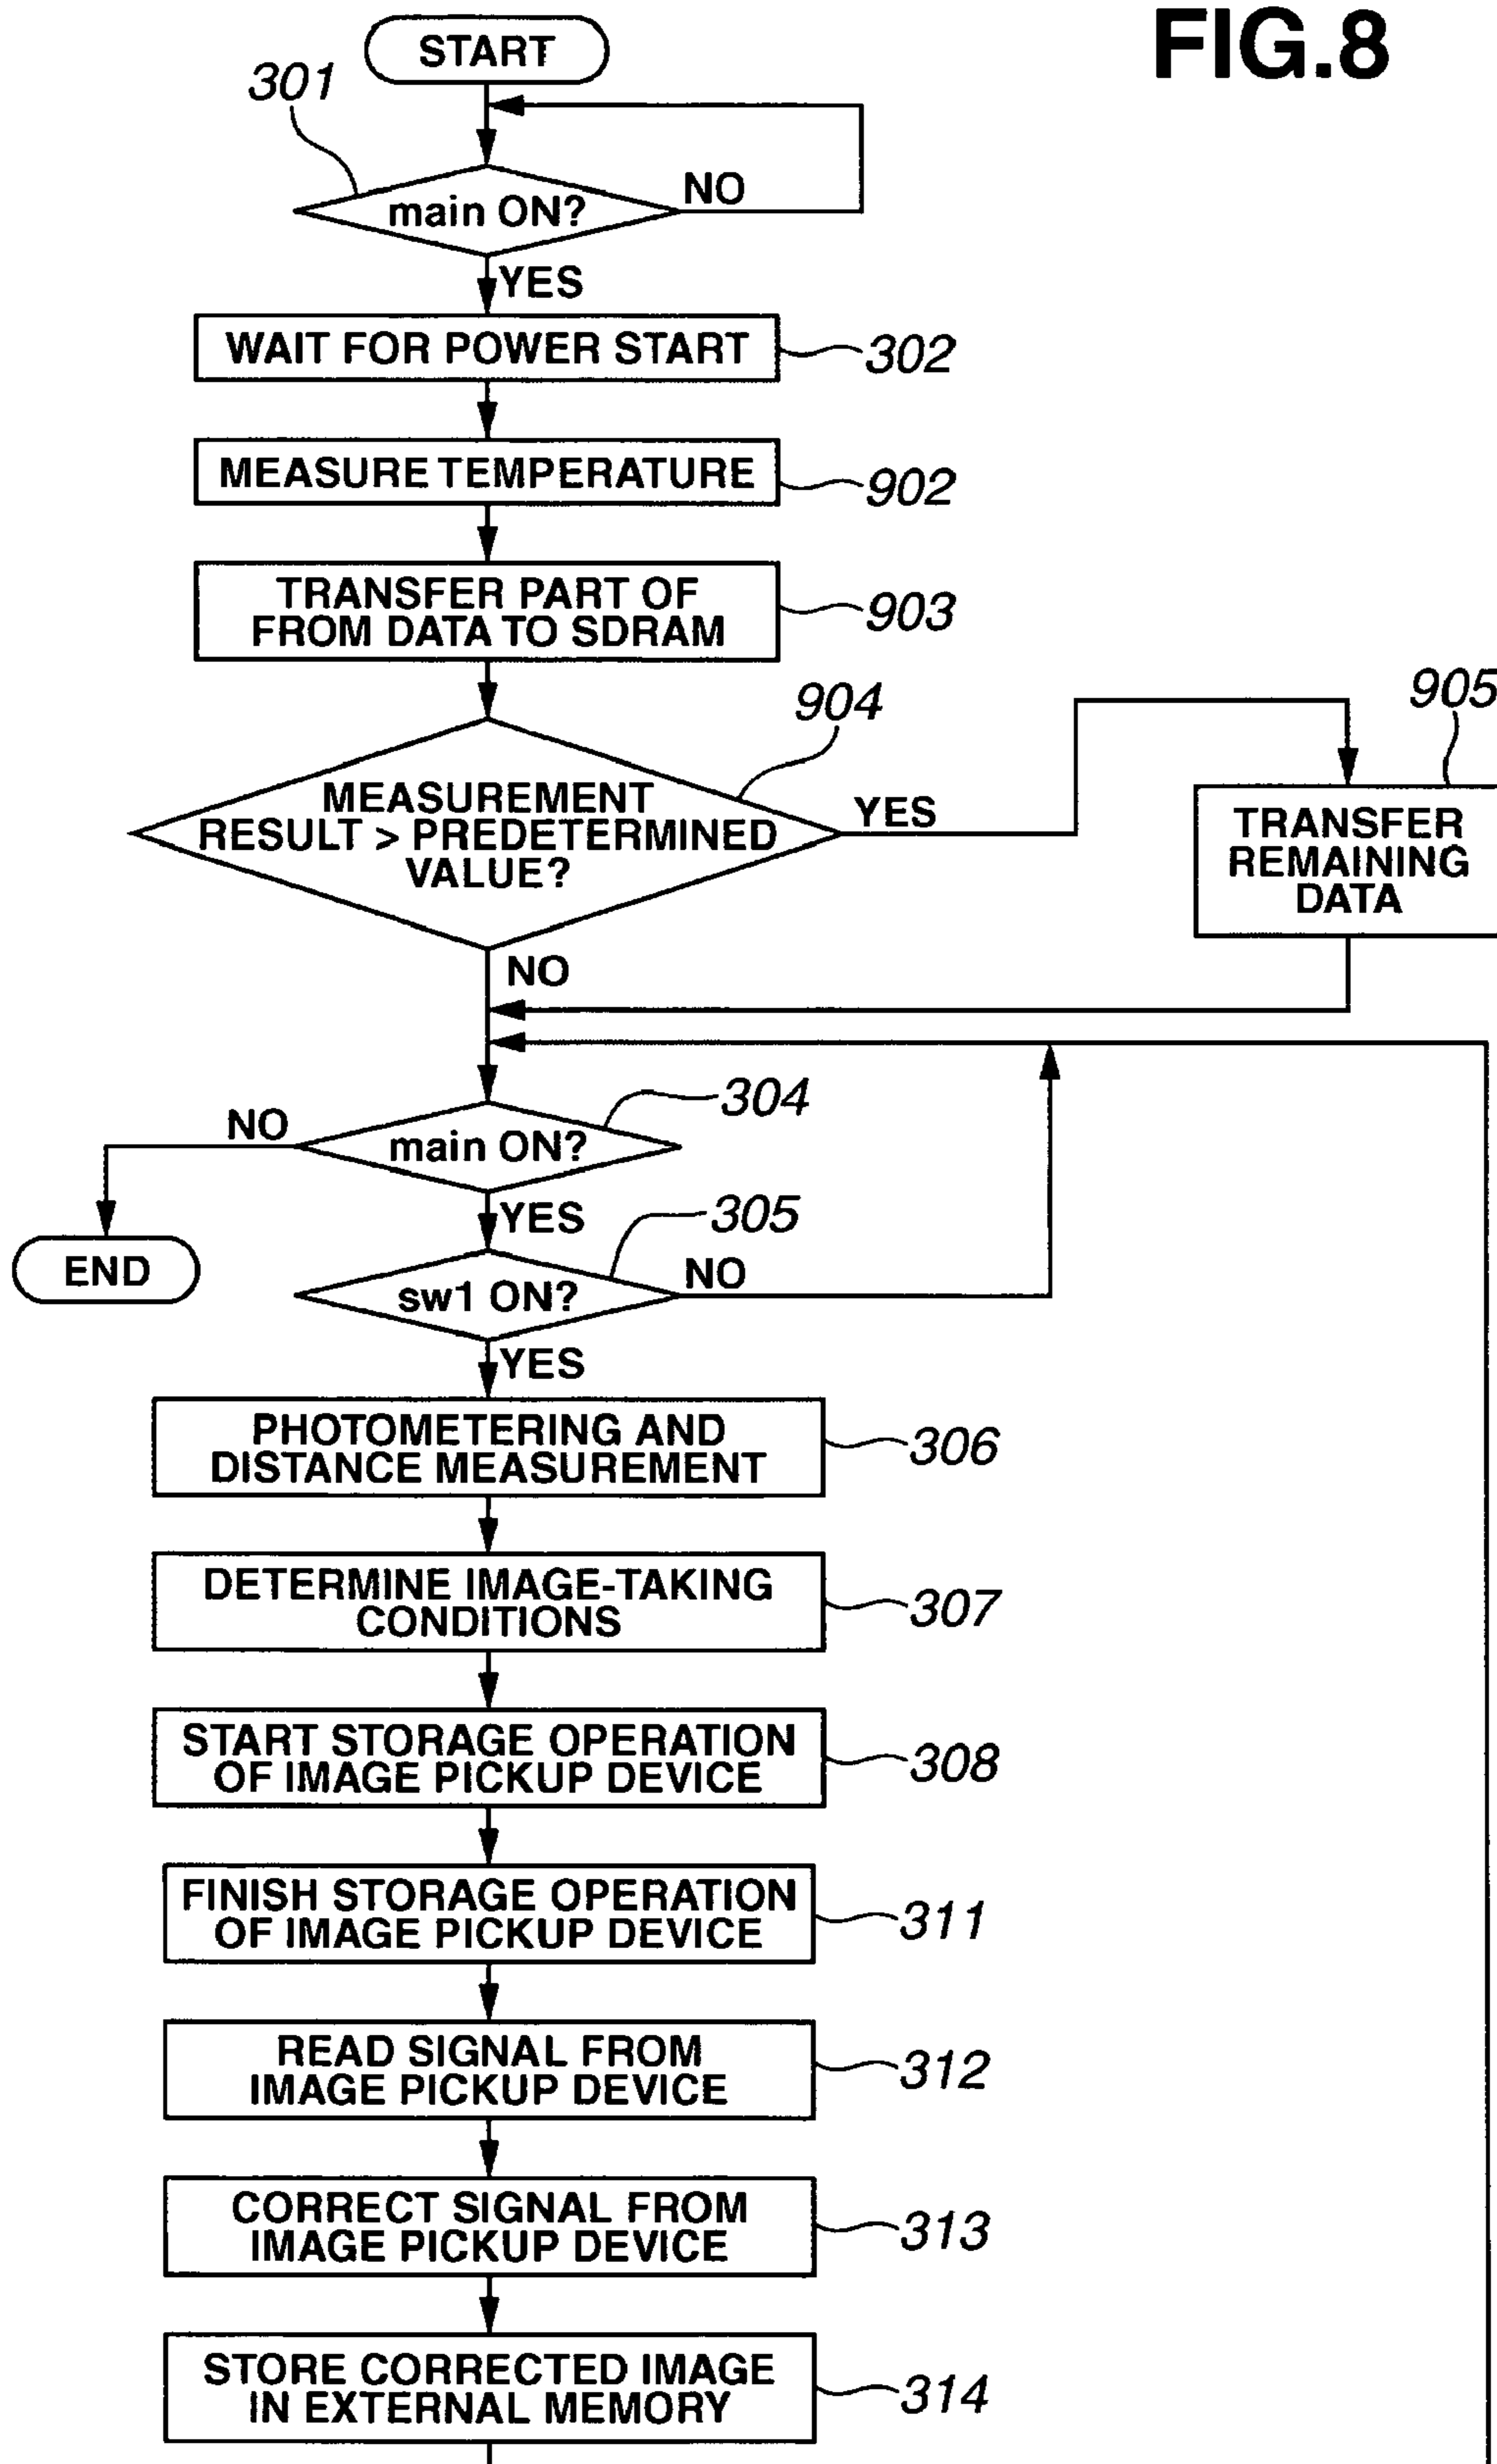 FIG.8
START
301
main ON?
NO
YES
WAIT FOR POWER START
302
MEASURE TEMPERATURE
902
TRANSFER PART OF
FROM DATA TO SDRAM
903
904
905
MEASUREMENT
RESULT > PREDETERMINED
VALUE?
YES
TRANSFER
REMAINING
DATA
NO
304
NO
main ON?
YES
305
END
sw1 ON?
NO
YES
PHOTOMETERING AND
DISTANCE MEASUREMENT
306
DETERMINE IMAGE-TAKING
CONDITIONS
307
START STORAGE OPERATION
OF IMAGE PICKUP DEVICE
308
FINISH STORAGE OPERATION
OF IMAGE PICKUP DEVICE
311
READ SIGNAL FROM
IMAGE PICKUP DEVICE
312
CORRECT SIGNAL FROM
IMAGE PICKUP DEVICE
313
STORE CORRECTED IMAGE
IN EXTERNAL MEMORY
314